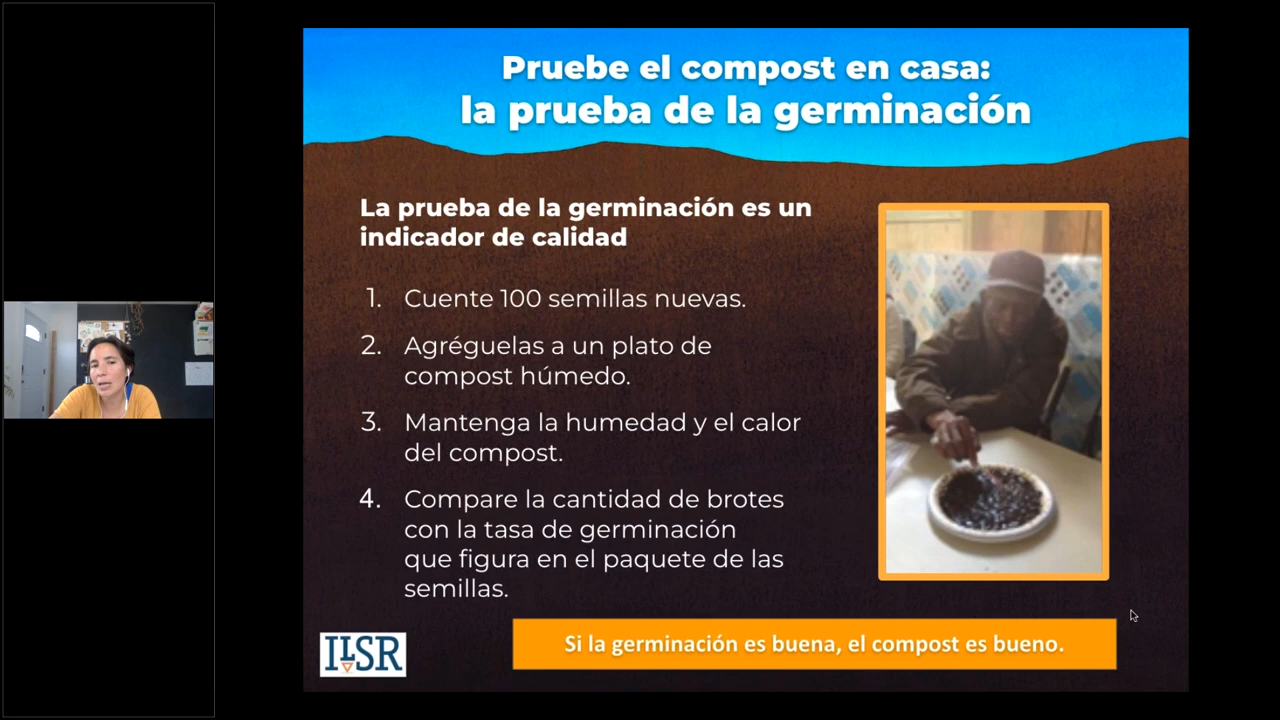 Pruebe el compost en casa:
la prueba de la germinación
La prueba de la germinación es un
indicador de calidad
1. Cuente 100 semillas nuevas.
2. Agréguelas a un plato de
compost húmedo.
3. Mantenga la humedad y el calor
del compost.
4. Compare la cantidad de brotes
con la tasa de germinación
que figura en el paquete de las
semillas.
Si la germinación es buena, el compost es bueno.
ILSR